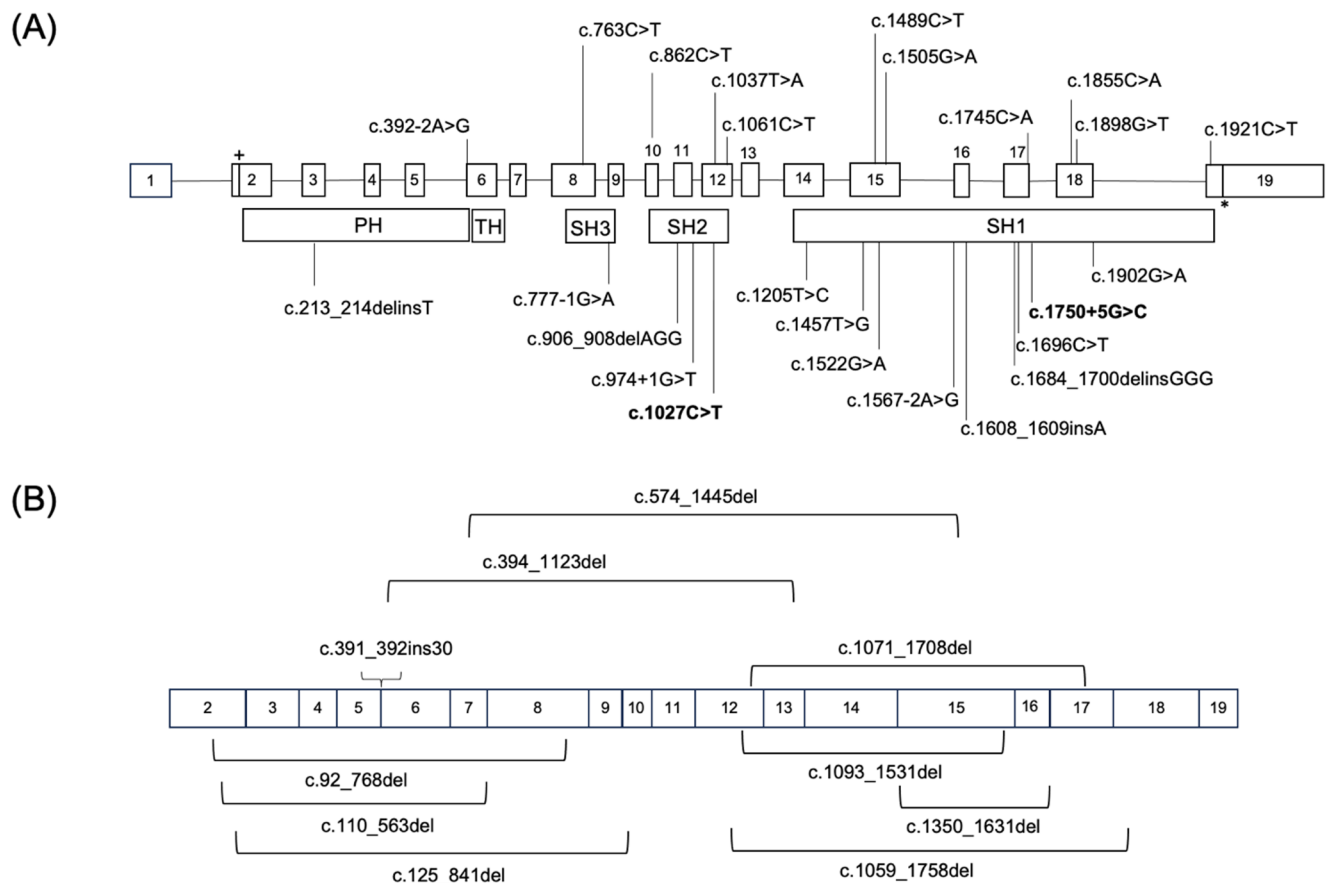 (A)
c.763C>T
c.1489C>T
c.862C>T
c.1505G>A
c.1037T>A
c.1855C>A
c.392-2A>G
c.1061C>T
c.1745C>A
c.1898G>T
c.1921C>T
+
1 2 3 4 5 6 7 8 9 10 11 12 13 14 15 16 17 18 19
*
PH TH SH3 SH2 SH1
c.213_214delinsT
c.777-1G>A
c.906_908delAGG
c.974+1G>T
c.1027C>T
c.1205T>C
c.1457T>G
c.1522G>A
c.1567-2A>G
c.1608_1609insA
c.1902G>A
c.1750+5G>C
c.1696C>T
c.1684_1700delinsGGG
(B)
c.574_1445del
c.394_1123del
c.391_392ins30
c.1071_1708del
2 3 4 5 6 7 8 9 10 11 12 13 14 15 16 17 18 19
c.92_768del
c.1093_1531del
c.110_563del
c.1350_1631del
c.125_841del
c.1059_1758del